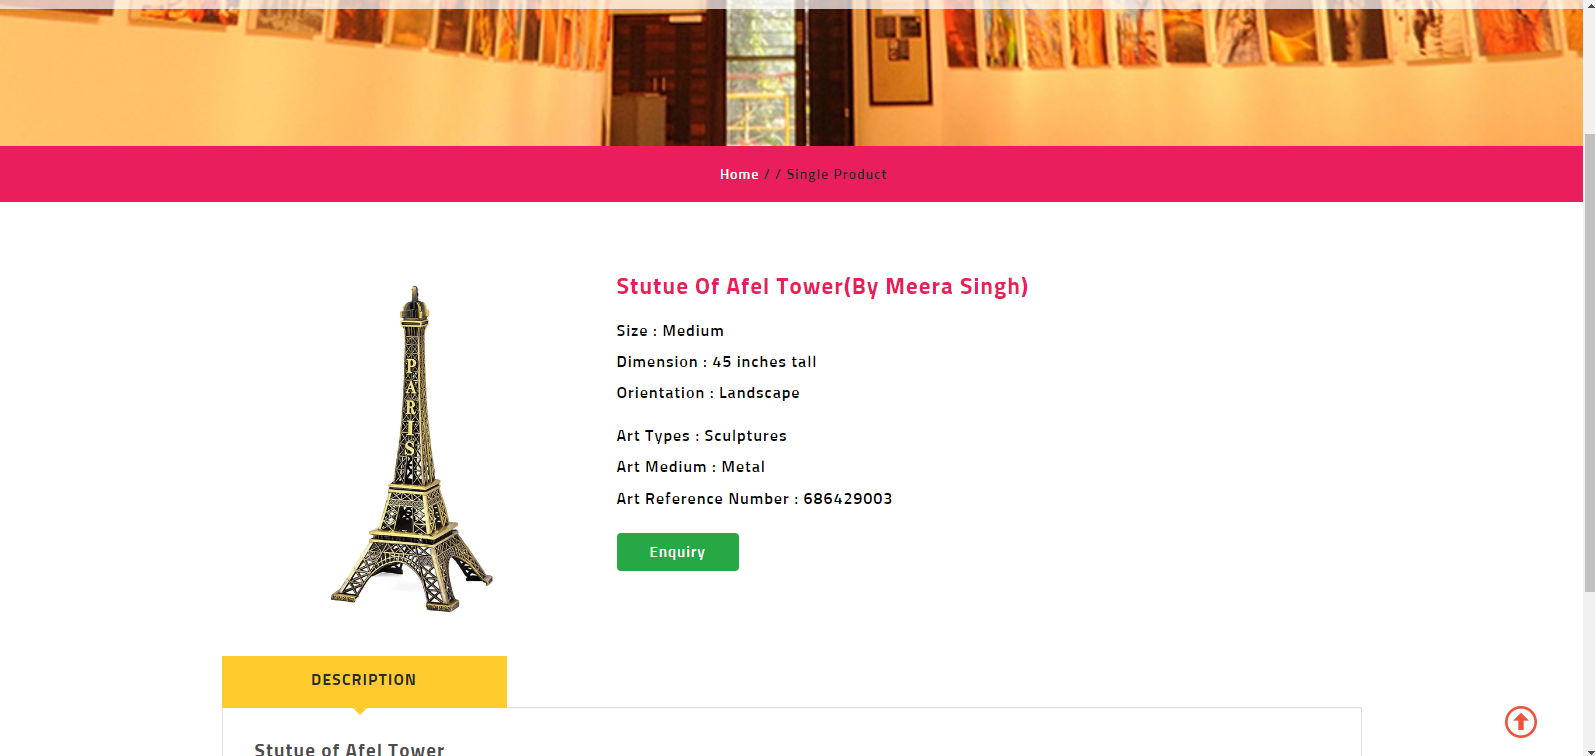 Home / / Single Product
Stutue Of Afel Tower(By Meera Singh)
Size : Medium
Dimension : 45 inches tall
Orientation : Landscape
Art Types : Sculptures
Art Medium : Metal
Art Reference Number : 686429003
Enquiry
PARIS
DESCRIPTION
Stutue of Afel Tower